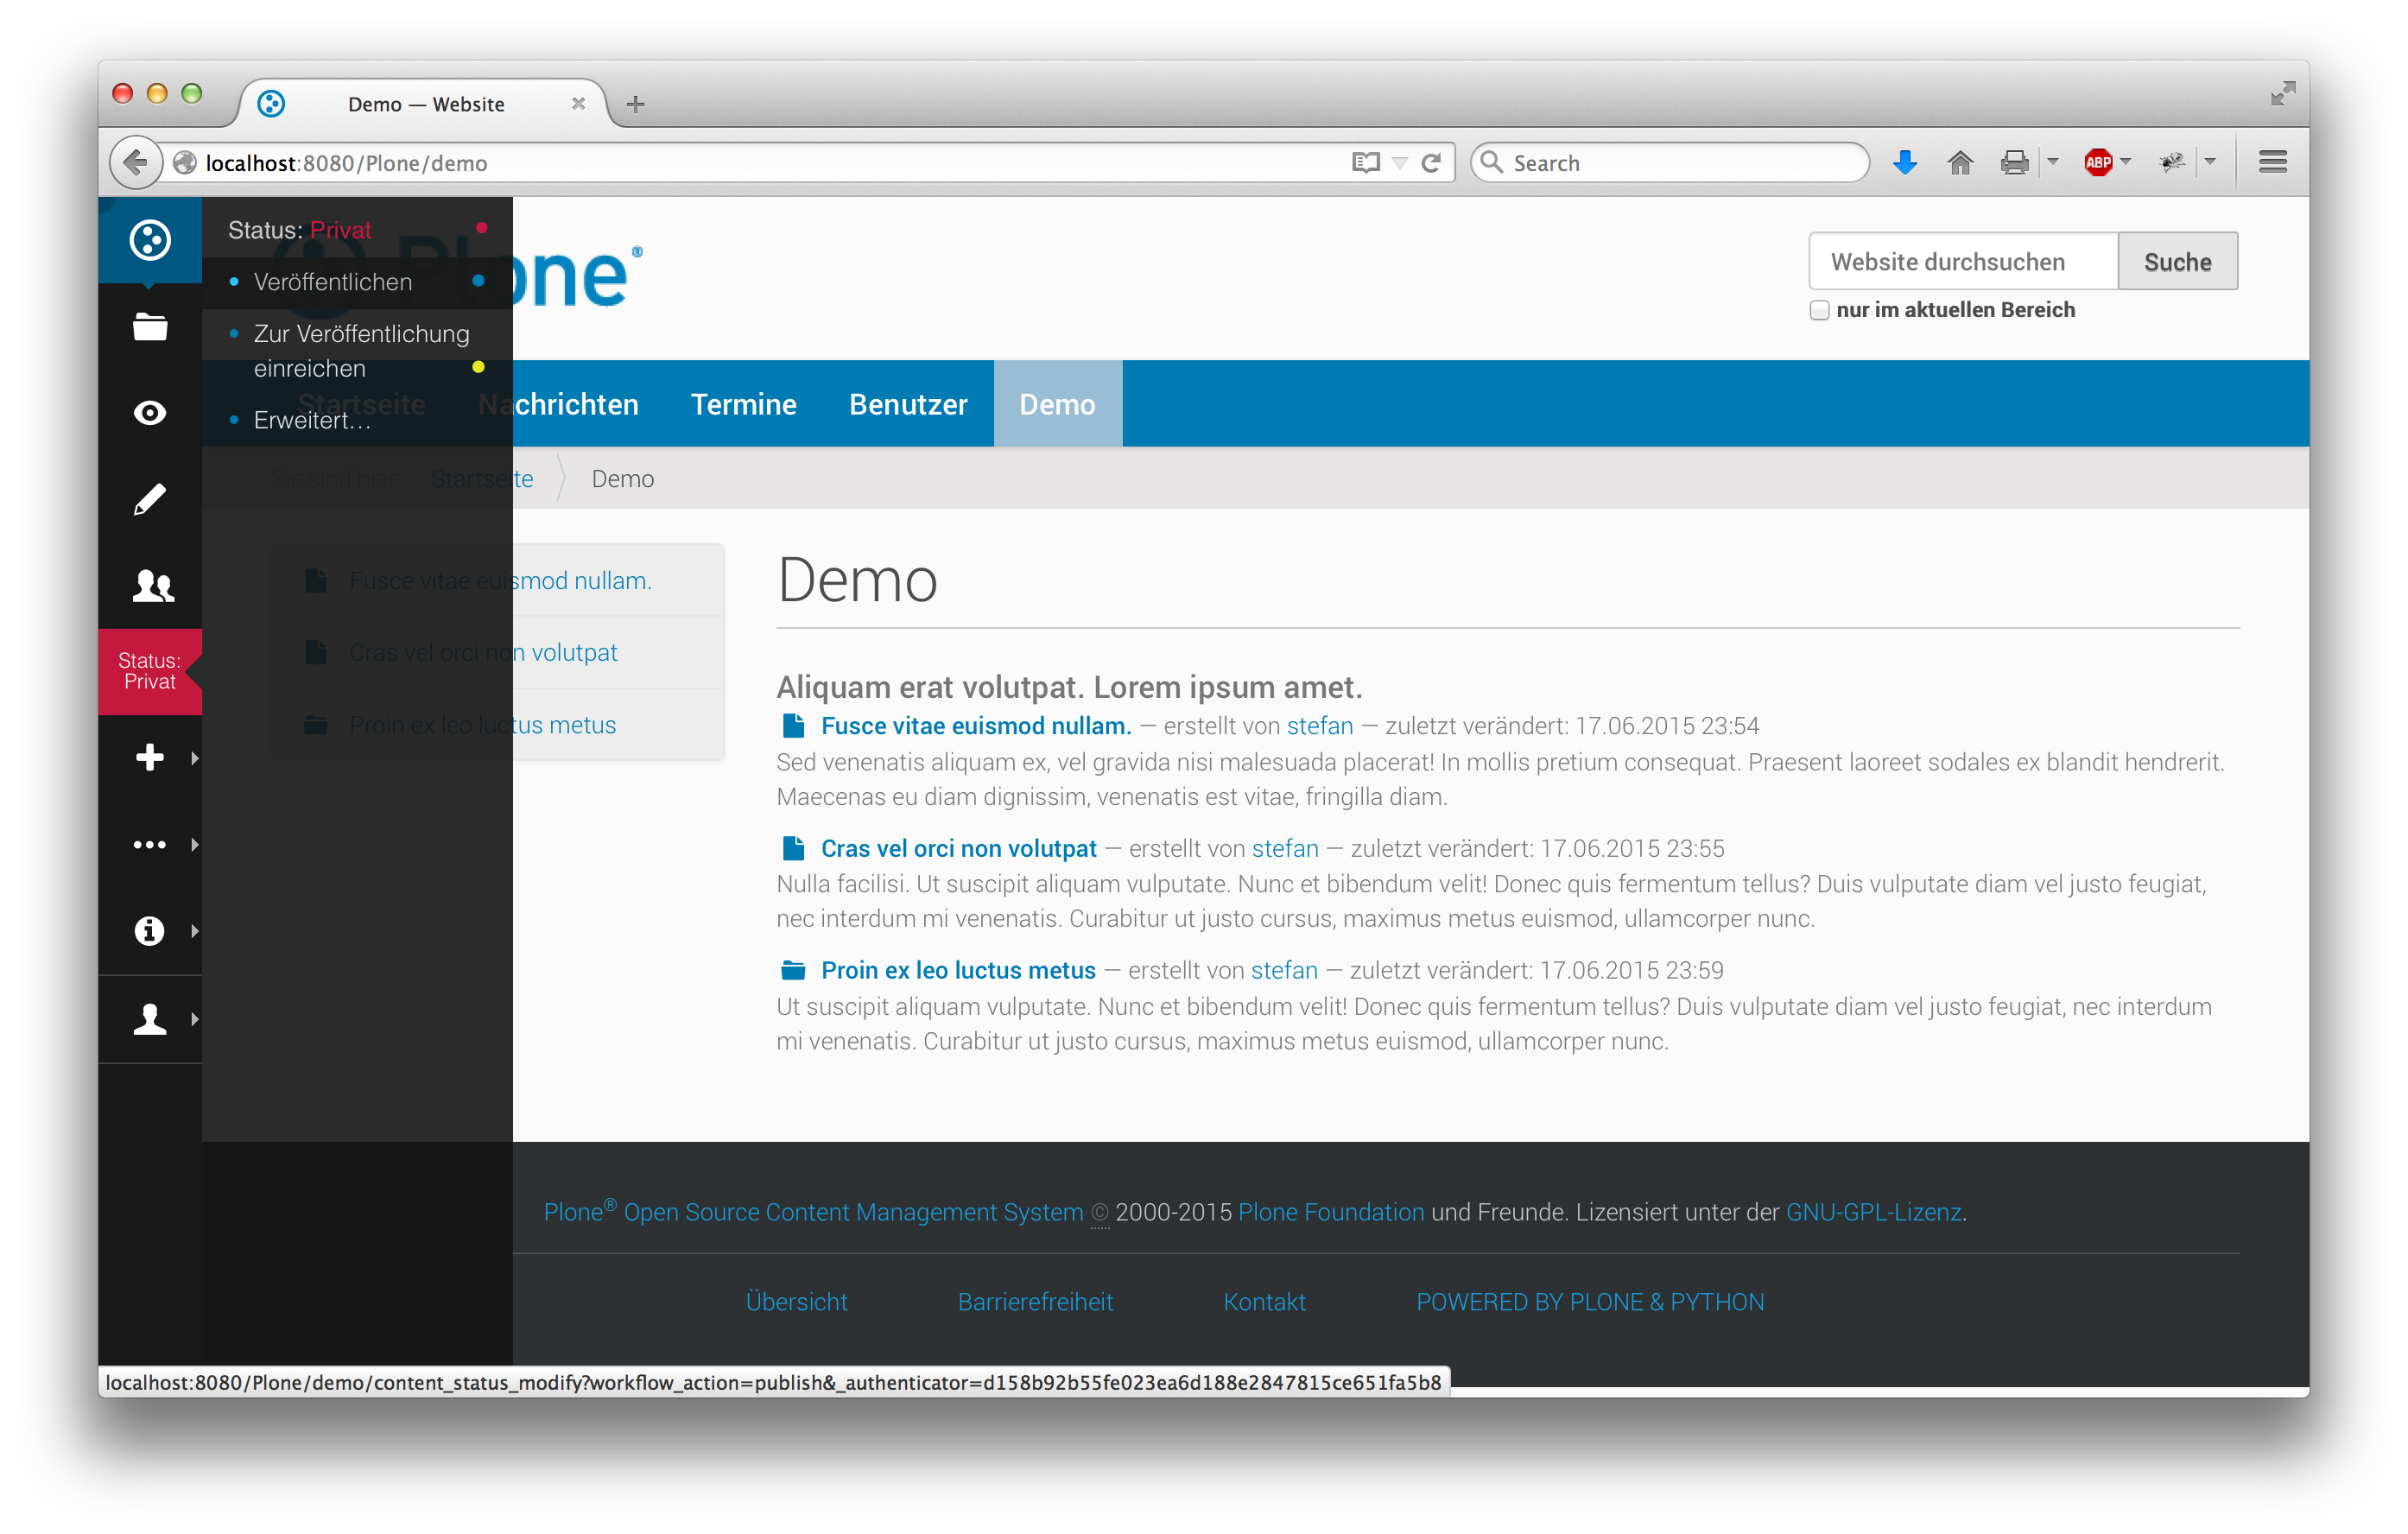 Demo — Website
localhost:8080/Plone/demo
Search
ABP
Status: Privat
Veröffentlichen
Zur Veröffentlichung
einreichen
Erweitert…
Plone®
Website durchsuchen
Suche
nur im aktuellen Bereich
Startseite Nachrichten Termine Benutzer Demo
Sie sind hier: Startseite Demo
Status:
Privat
Fusce vitae euismod nullam.
Cras vel orci non volutpat
Proin ex leo luctus metus
Demo
Aliquam erat volutpat. Lorem ipsum amet.
Fusce vitae euismod nullam. — erstellt von stefan — zuletzt verändert: 17.06.2015 23:54
Sed venenatis aliquam ex, vel gravida nisi malesuada placerat! In mollis pretium consequat. Praesent laoreet sodales ex blandit hendrerit.
Maecenas eu diam dignissim, venenatis est vitae, fringilla diam.
Cras vel orci non volutpat — erstellt von stefan — zuletzt verändert: 17.06.2015 23:55
Nulla facilisi. Ut suscipit aliquam vulputate. Nunc et bibendum velit! Donec quis fermentum tellus? Duis vulputate diam vel justo feugiat,
nec interdum mi venenatis. Curabitur ut justo cursus, maximus metus euismod, ullamcorper nunc.
Proin ex leo luctus metus — erstellt von stefan — zuletzt verändert: 17.06.2015 23:59
Ut suscipit aliquam vulputate. Nunc et bibendum velit! Donec quis fermentum tellus? Duis vulputate diam vel justo feugiat, nec interdum
mi venenatis. Curabitur ut justo cursus, maximus metus euismod, ullamcorper nunc.
Plone® Open Source Content Management System © 2000-2015 Plone Foundation und Freunde. Lizensiert unter der GNU-GPL-Lizenz.
Übersicht Barrierefreiheit Kontakt POWERED BY PLONE & PYTHON
localhost:8080/Plone/demo/content_status_modify?workflow_action=publish&_authenticator=d158b92b55fe023ea6d188e2847815ce651fa5b8